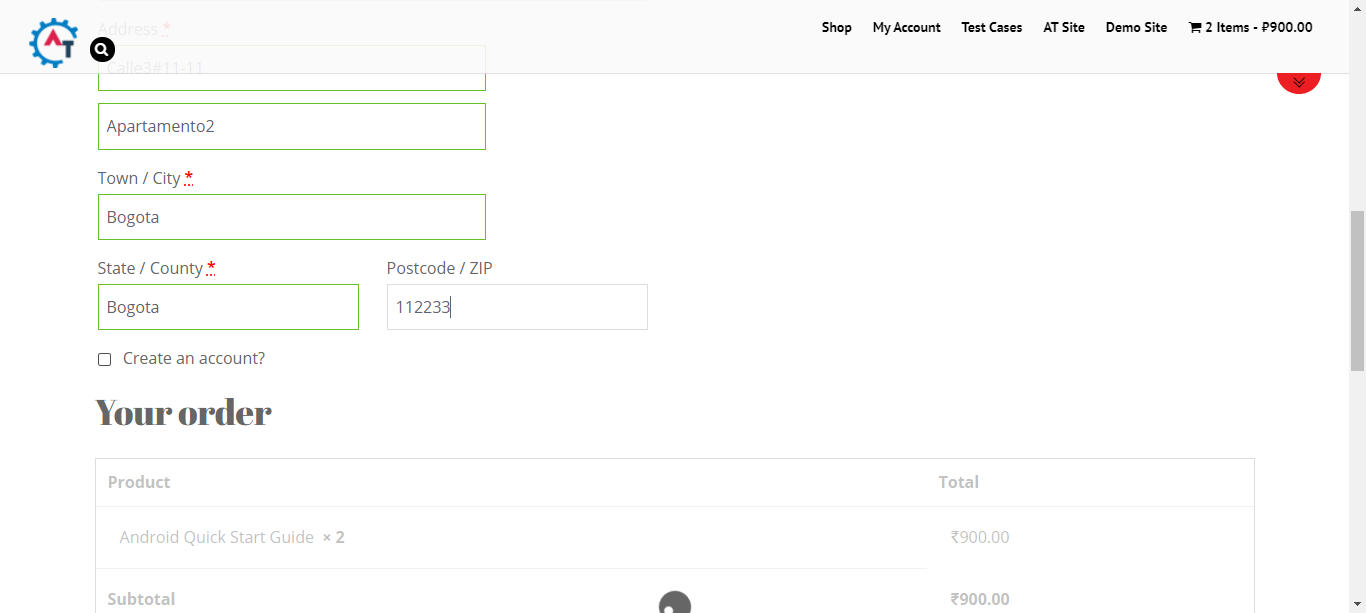 Address *
Shop My Account Test Cases AT Site Demo Site 2 Items - ₹900.00
AT
Calle3#11-11
Apartamento2
Town / City *
Bogota
State / County * Postcode / ZIP
Bogota 112233
Create an account?
Your order
Product Total
Android Quick Start Guide × 2 ₹900.00
Subtotal ₹900.00